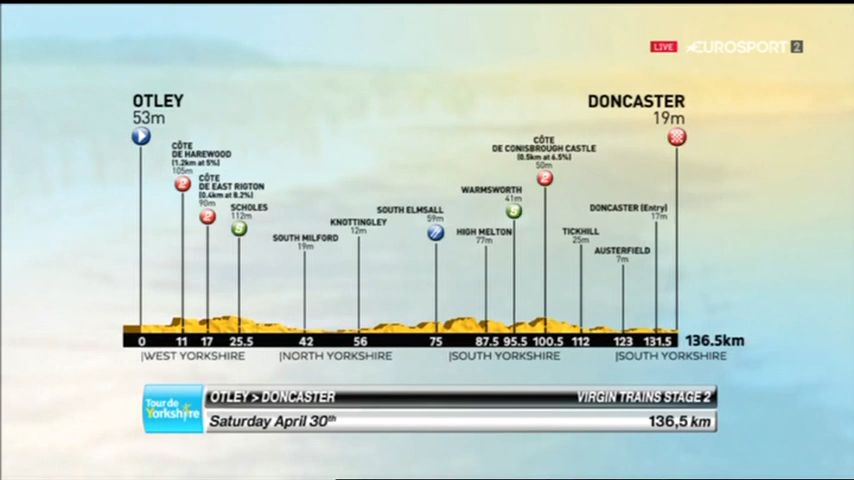 LIVE EUROSPORT 2
OTLEY
53m
DONCASTER
19m
CÔTE
DE HAREWOOD
(1.2km at 5%)
105m
2
CÔTE
DE EAST RIGTON
(0.4km at 8.2%)
90m
2
SCHOLES
112m
S
SOUTH MILFORD
19m
KNOTTINGLEY
12m
SOUTH ELMSALL
59m
HIGH MELTON
77m
WARMSWORTH
41m
S
CÔTE
DE CONISBROUGH CASTLE
(0.5km at 6.5%)
50m
2
TICKHILL
25m
AUSTERFIELD
7m
DONCASTER (Entry)
17m
0 11 17 25.5 42 56 75 87.5 95.5 100.5 112 123 131.5 136.5km
|WEST YORKSHIRE |NORTH YORKSHIRE |SOUTH YORKSHIRE |SOUTH YORKSHIRE
Tour de
Yorkshire
OTLEY > DONCASTER VIRGIN TRAINS STAGE 2
Saturday April 30th 136,5 km